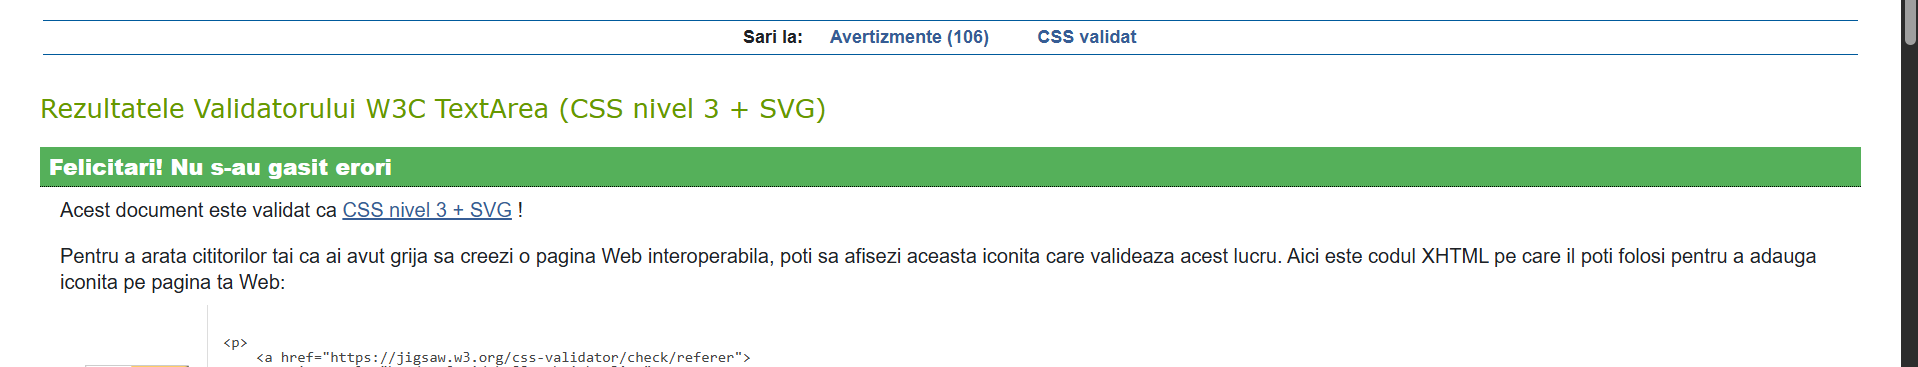 Sari la: Avertizmente (106) CSS validat
Rezultatele Validatorului W3C TextArea (CSS nivel 3 + SVG)
Felicitari! Nu s-au gasit erori
Acest document este validat ca CSS nivel 3 + SVG !
Pentru a arata cititorilor tai ca ai avut grija sa creezi o pagina Web interoperabila, poti sa afisezi aceasta iconita care valideaza acest lucru. Aici este codul XHTML pe care il poti folosi pentru a adauga
iconita pe pagina ta Web:
<p>
<a href="https://jigsaw.w3.org/css-validator/check/referer">